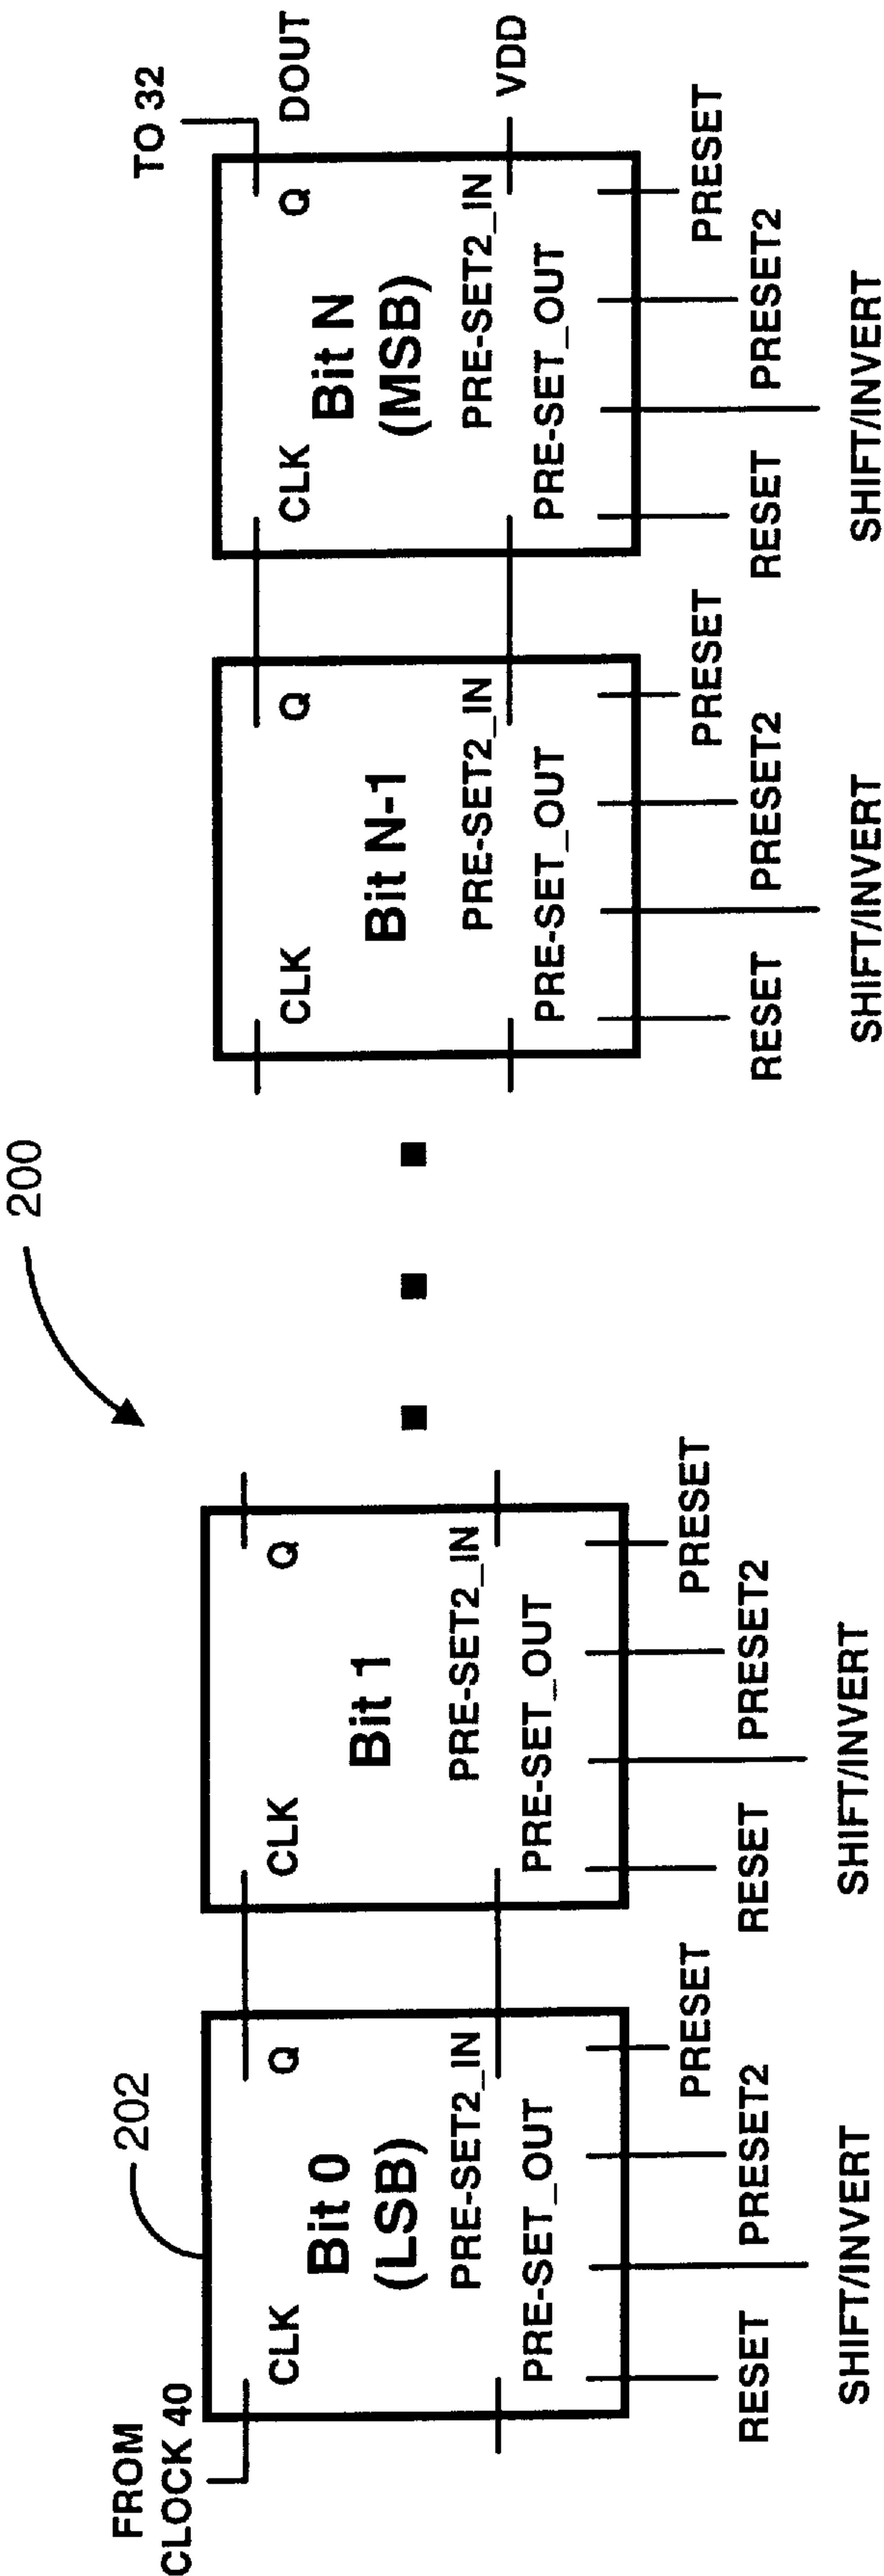 200
FROM
CLOCK 40
202
CLK
Q
Bit 0
(LSB)
PRE-SET2_IN
PRE-SET_OUT
RESET
SHIFT/INVERT
PRESET2
PRESET
CLK
Q
Bit 1
PRE-SET2_IN
PRE-SET_OUT
RESET
SHIFT/INVERT
PRESET2
PRESET
CLK
Q
Bit N-1
PRE-SET2_IN
PRE-SET_OUT
RESET
SHIFT/INVERT
PRESET2
PRESET
TO 32
DOUT
CLK
Q
Bit N
(MSB)
PRE-SET2_IN
VDD
PRE-SET_OUT
RESET
SHIFT/INVERT
PRESET2
PRESET